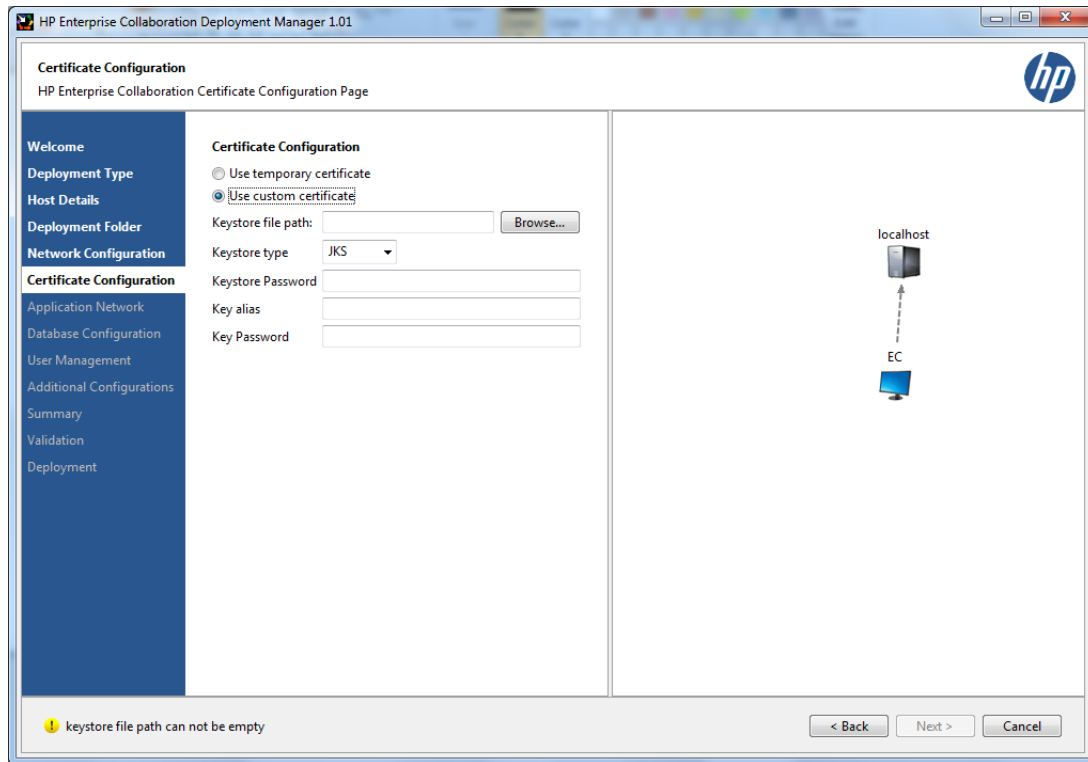 HP Enterprise Collaboration Deployment Manager 1.01
Certificate Configuration
HP Enterprise Collaboration Certificate Configuration Page
hp
Welcome
Deployment Type
Host Details
Deployment Folder
Network Configuration
Certificate Configuration
Application Network
Database Configuration
User Management
Additional Configurations
Summary
Validation
Deployment
Certificate Configuration
Use temporary certificate
Use custom certificate
Keystore file path: Browse...
Keystore type JKS
Keystore Password
Key alias
Key Password
localhost
EC
keystore file path can not be empty
< Back Next > Cancel